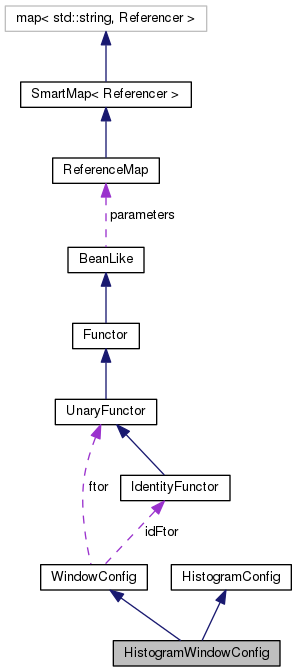 map< std::string, Referencer >
SmartMap< Referencer >
ReferenceMap
parameters
BeanLike
Functor
UnaryFunctor
ftor
IdentityFunctor
idFtor
WindowConfig
HistogramConfig
HistogramWindowConfig